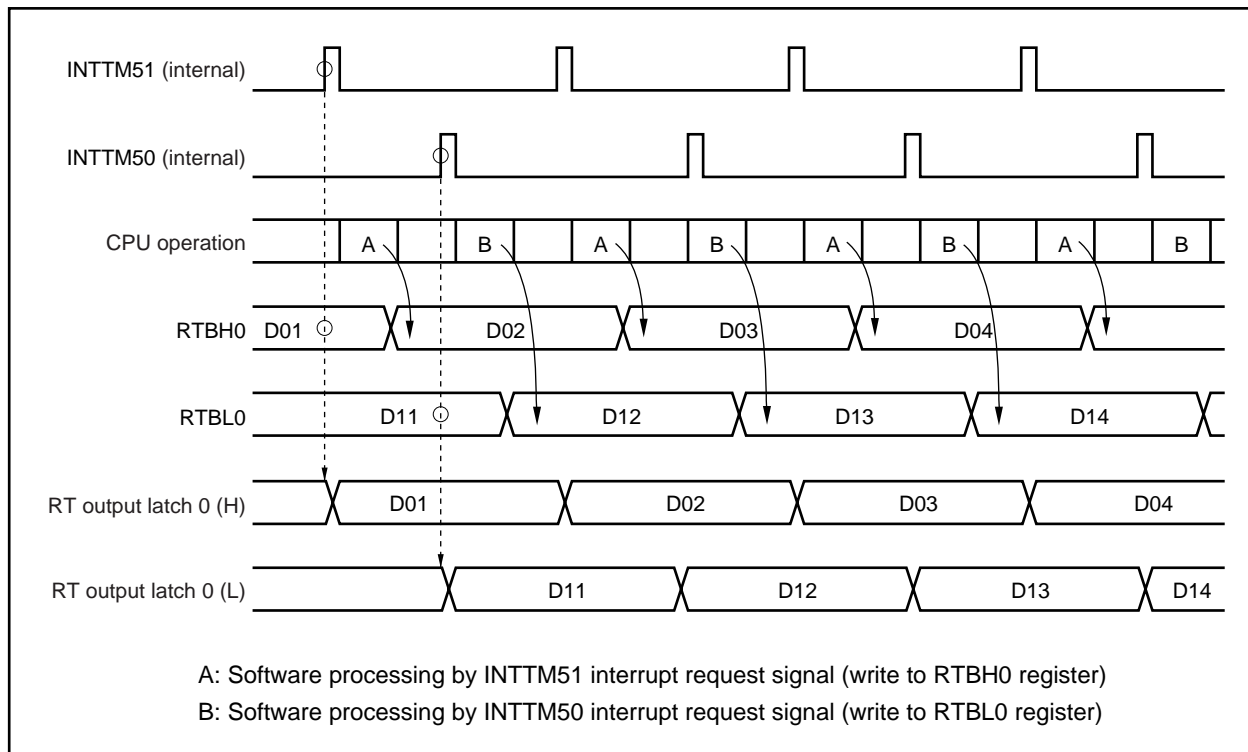 INTTM51 (internal)
INTTM50 (internal)
CPU operation A B A B A B A B
RTBH0 D01 D02 D03 D04
RTBL0 D11 D12 D13 D14
RT output latch 0 (H) D01 D02 D03 D04
RT output latch 0 (L) D11 D12 D13 D14
A: Software processing by INTTM51 interrupt request signal (write to RTBH0 register)
B: Software processing by INTTM50 interrupt request signal (write to RTBL0 register)